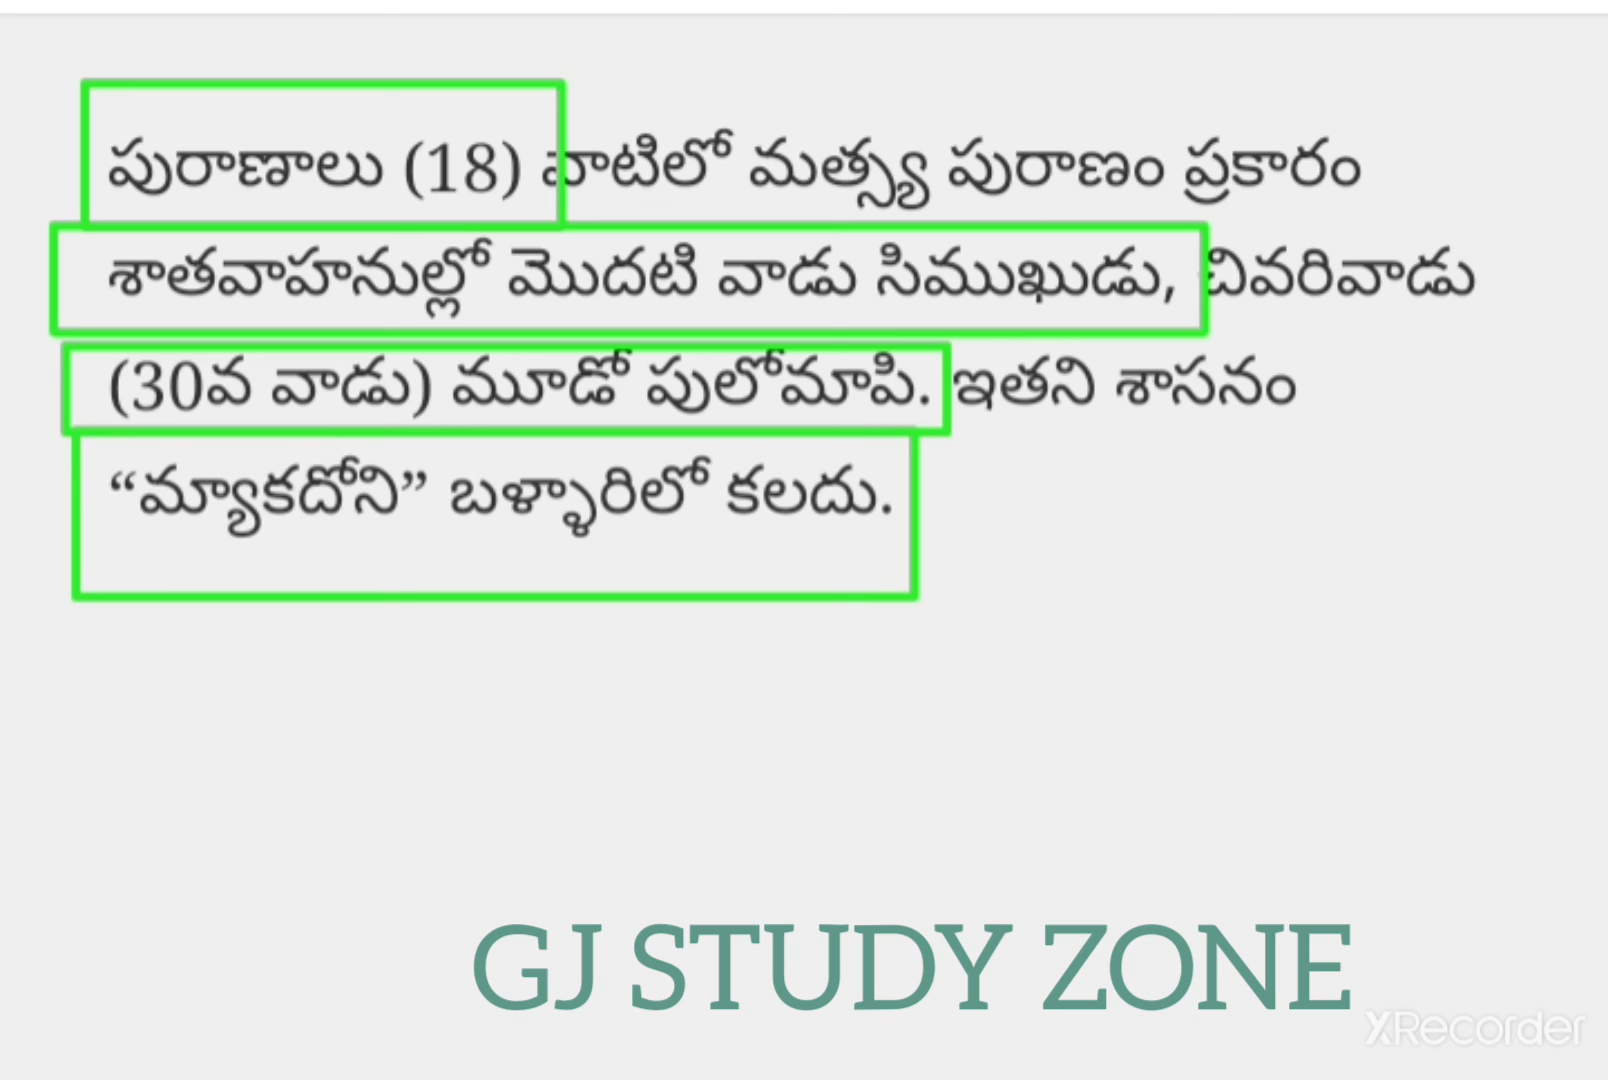 పురాణాలు (18) వాటిలో మత్స్య పురాణం ప్రకారం
శాతవాహనుల్లో మొదటి వాడు సిముఖుడు, చివరివాడు
(30వ వాడు) మూడో పులోమాపి. ఇతని శాసనం
“మ్యాకదోని” బళ్ళారిలో కలదు.
GJ STUDY ZONE
XRecorder